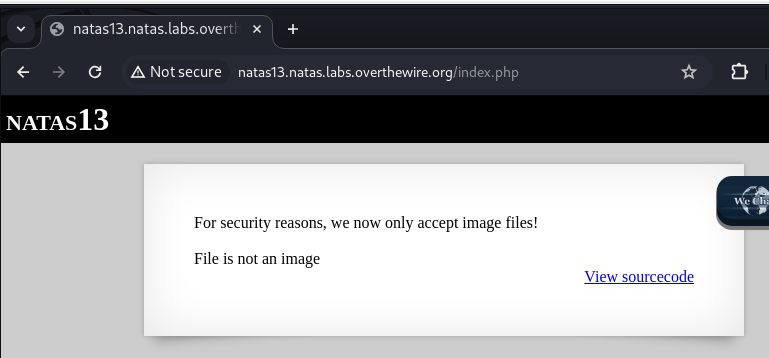 natas13.natas.labs.overth
Not secure natas13.natas.labs.overthewire.org/index.php
NATAS13
For security reasons, we now only accept image files!
File is not an image
View sourcecode
We Cha